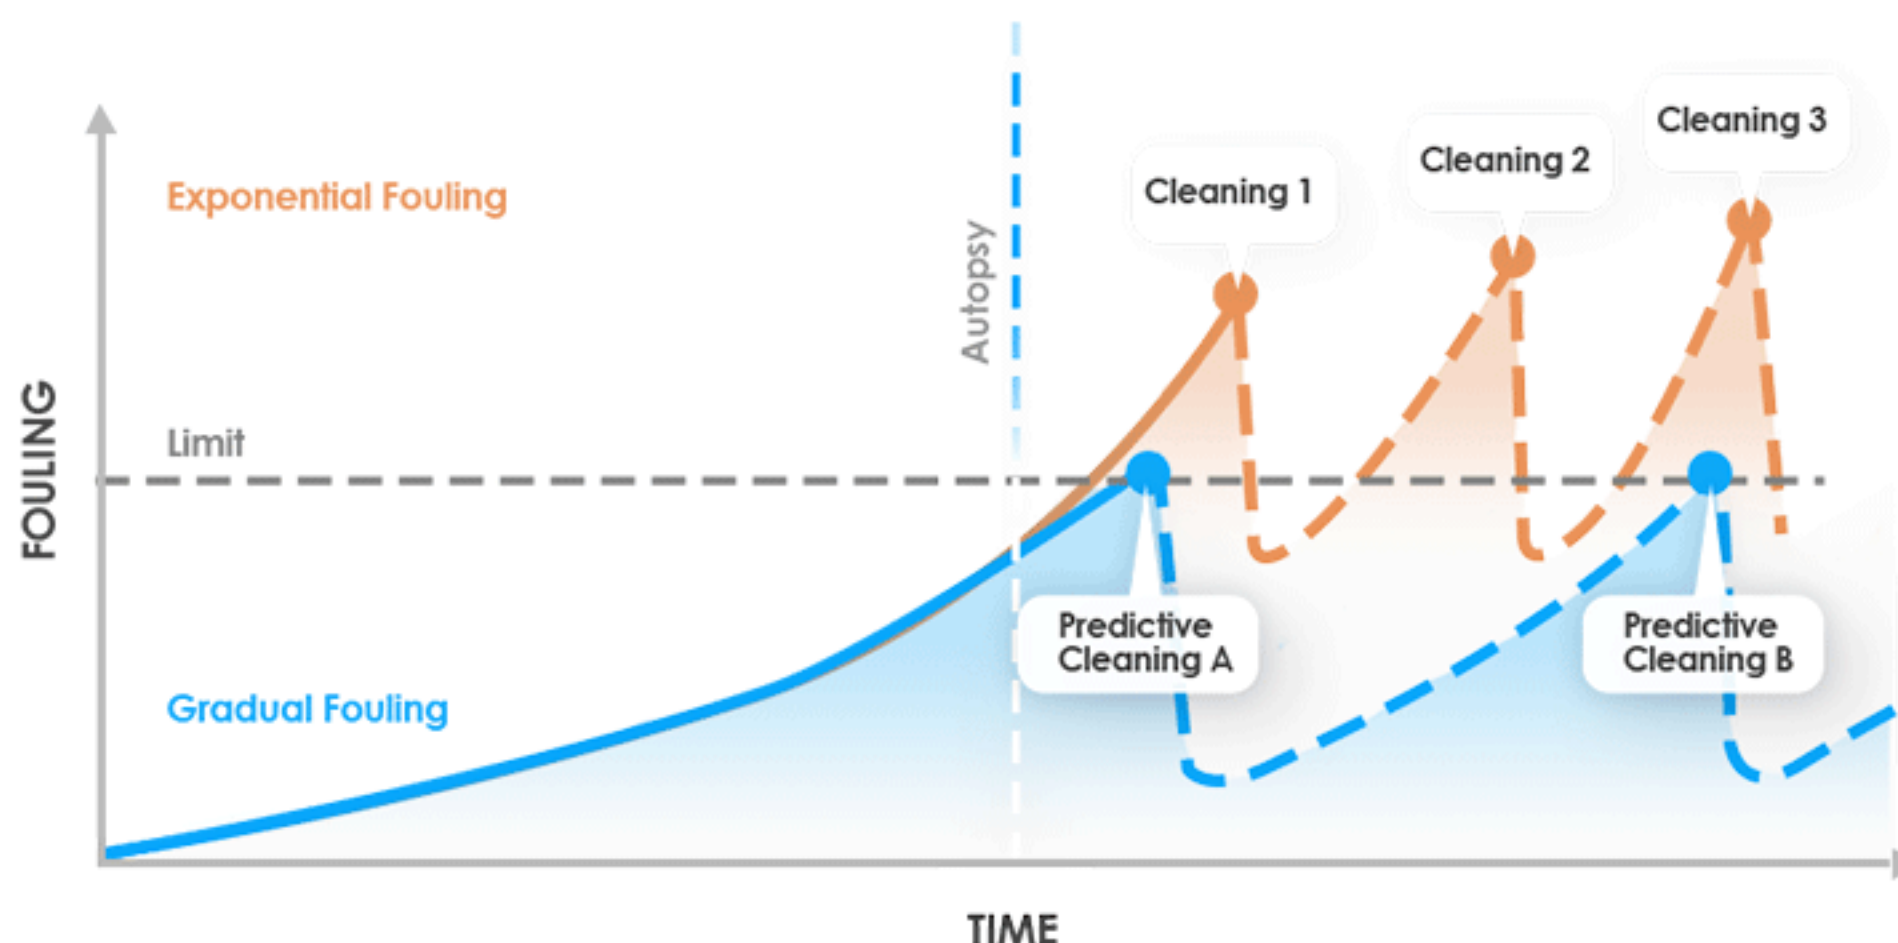 Cleaning 3
Cleaning 2
Cleaning 1
Exponential Fouling
Autopsy
Limit
FOULING
Predictive
Cleaning A
Predictive
Cleaning B
Gradual Fouling
TIME